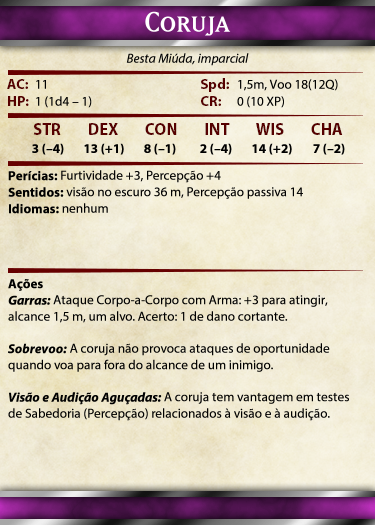 CORUJA
Besta Miúda, imparcial
AC: 11 Spd: 1,5m, Voo 18(12Q)
HP: 1 (1d4 – 1) CR: 0 (10 XP)
STR DEX CON INT WIS CHA
3 (–4) 13 (+1) 8 (–1) 2 (–4) 14 (+2) 7 (–2)
Perícias: Furtividade +3, Percepção +4
Sentidos: visão no escuro 36 m, Percepção passiva 14
Idiomas: nenhum
Ações
Garras: Ataque Corpo-a-Corpo com Arma: +3 para atingir,
alcance 1,5 m, um alvo. Acerto: 1 de dano cortante.
Sobrevoo: A coruja não provoca ataques de oportunidade
quando voa para fora do alcance de um inimigo.
Visão e Audição Aguçadas: A coruja tem vantagem em testes
de Sabedoria (Percepção) relacionados à visão e à audição.